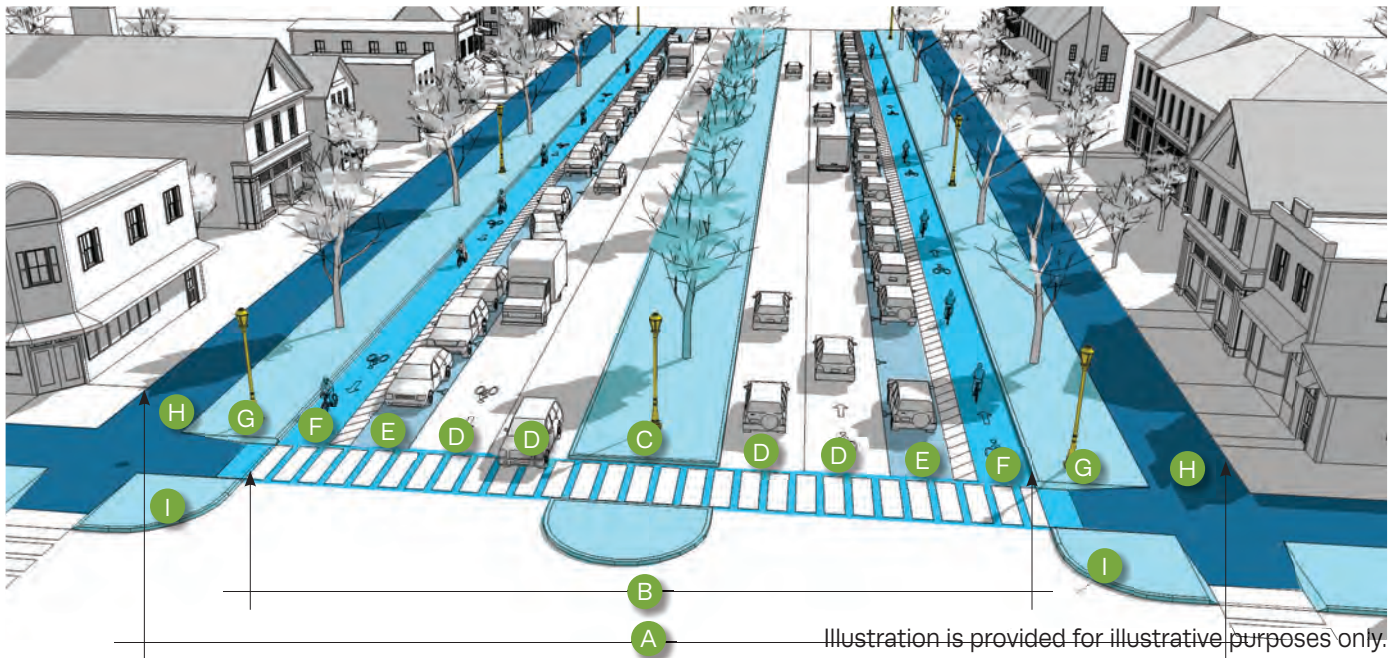 H G F E D D C D D E F G H
I I
B
A
Illustration is provided for illustrative purposes only.